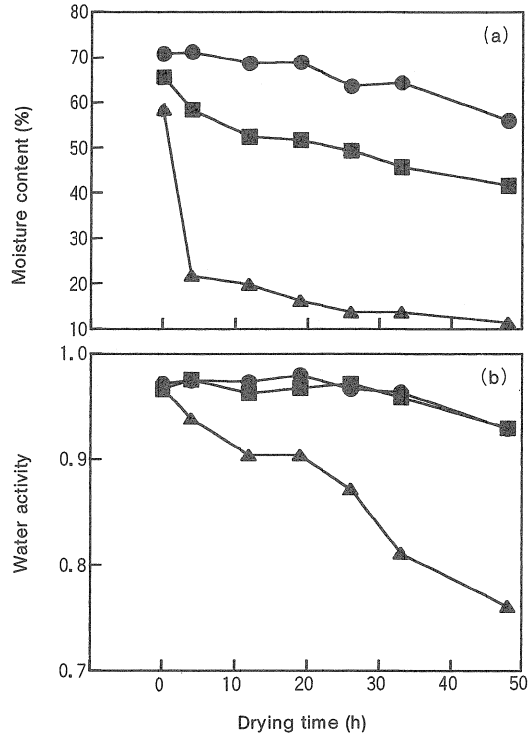 80
(a)
70
60
50
40
30
20
10
Moisture content (%)
1.0
(b)
0.9
0.8
0.7
Water activity
0 10 20 30 40 50
Drying time (h)